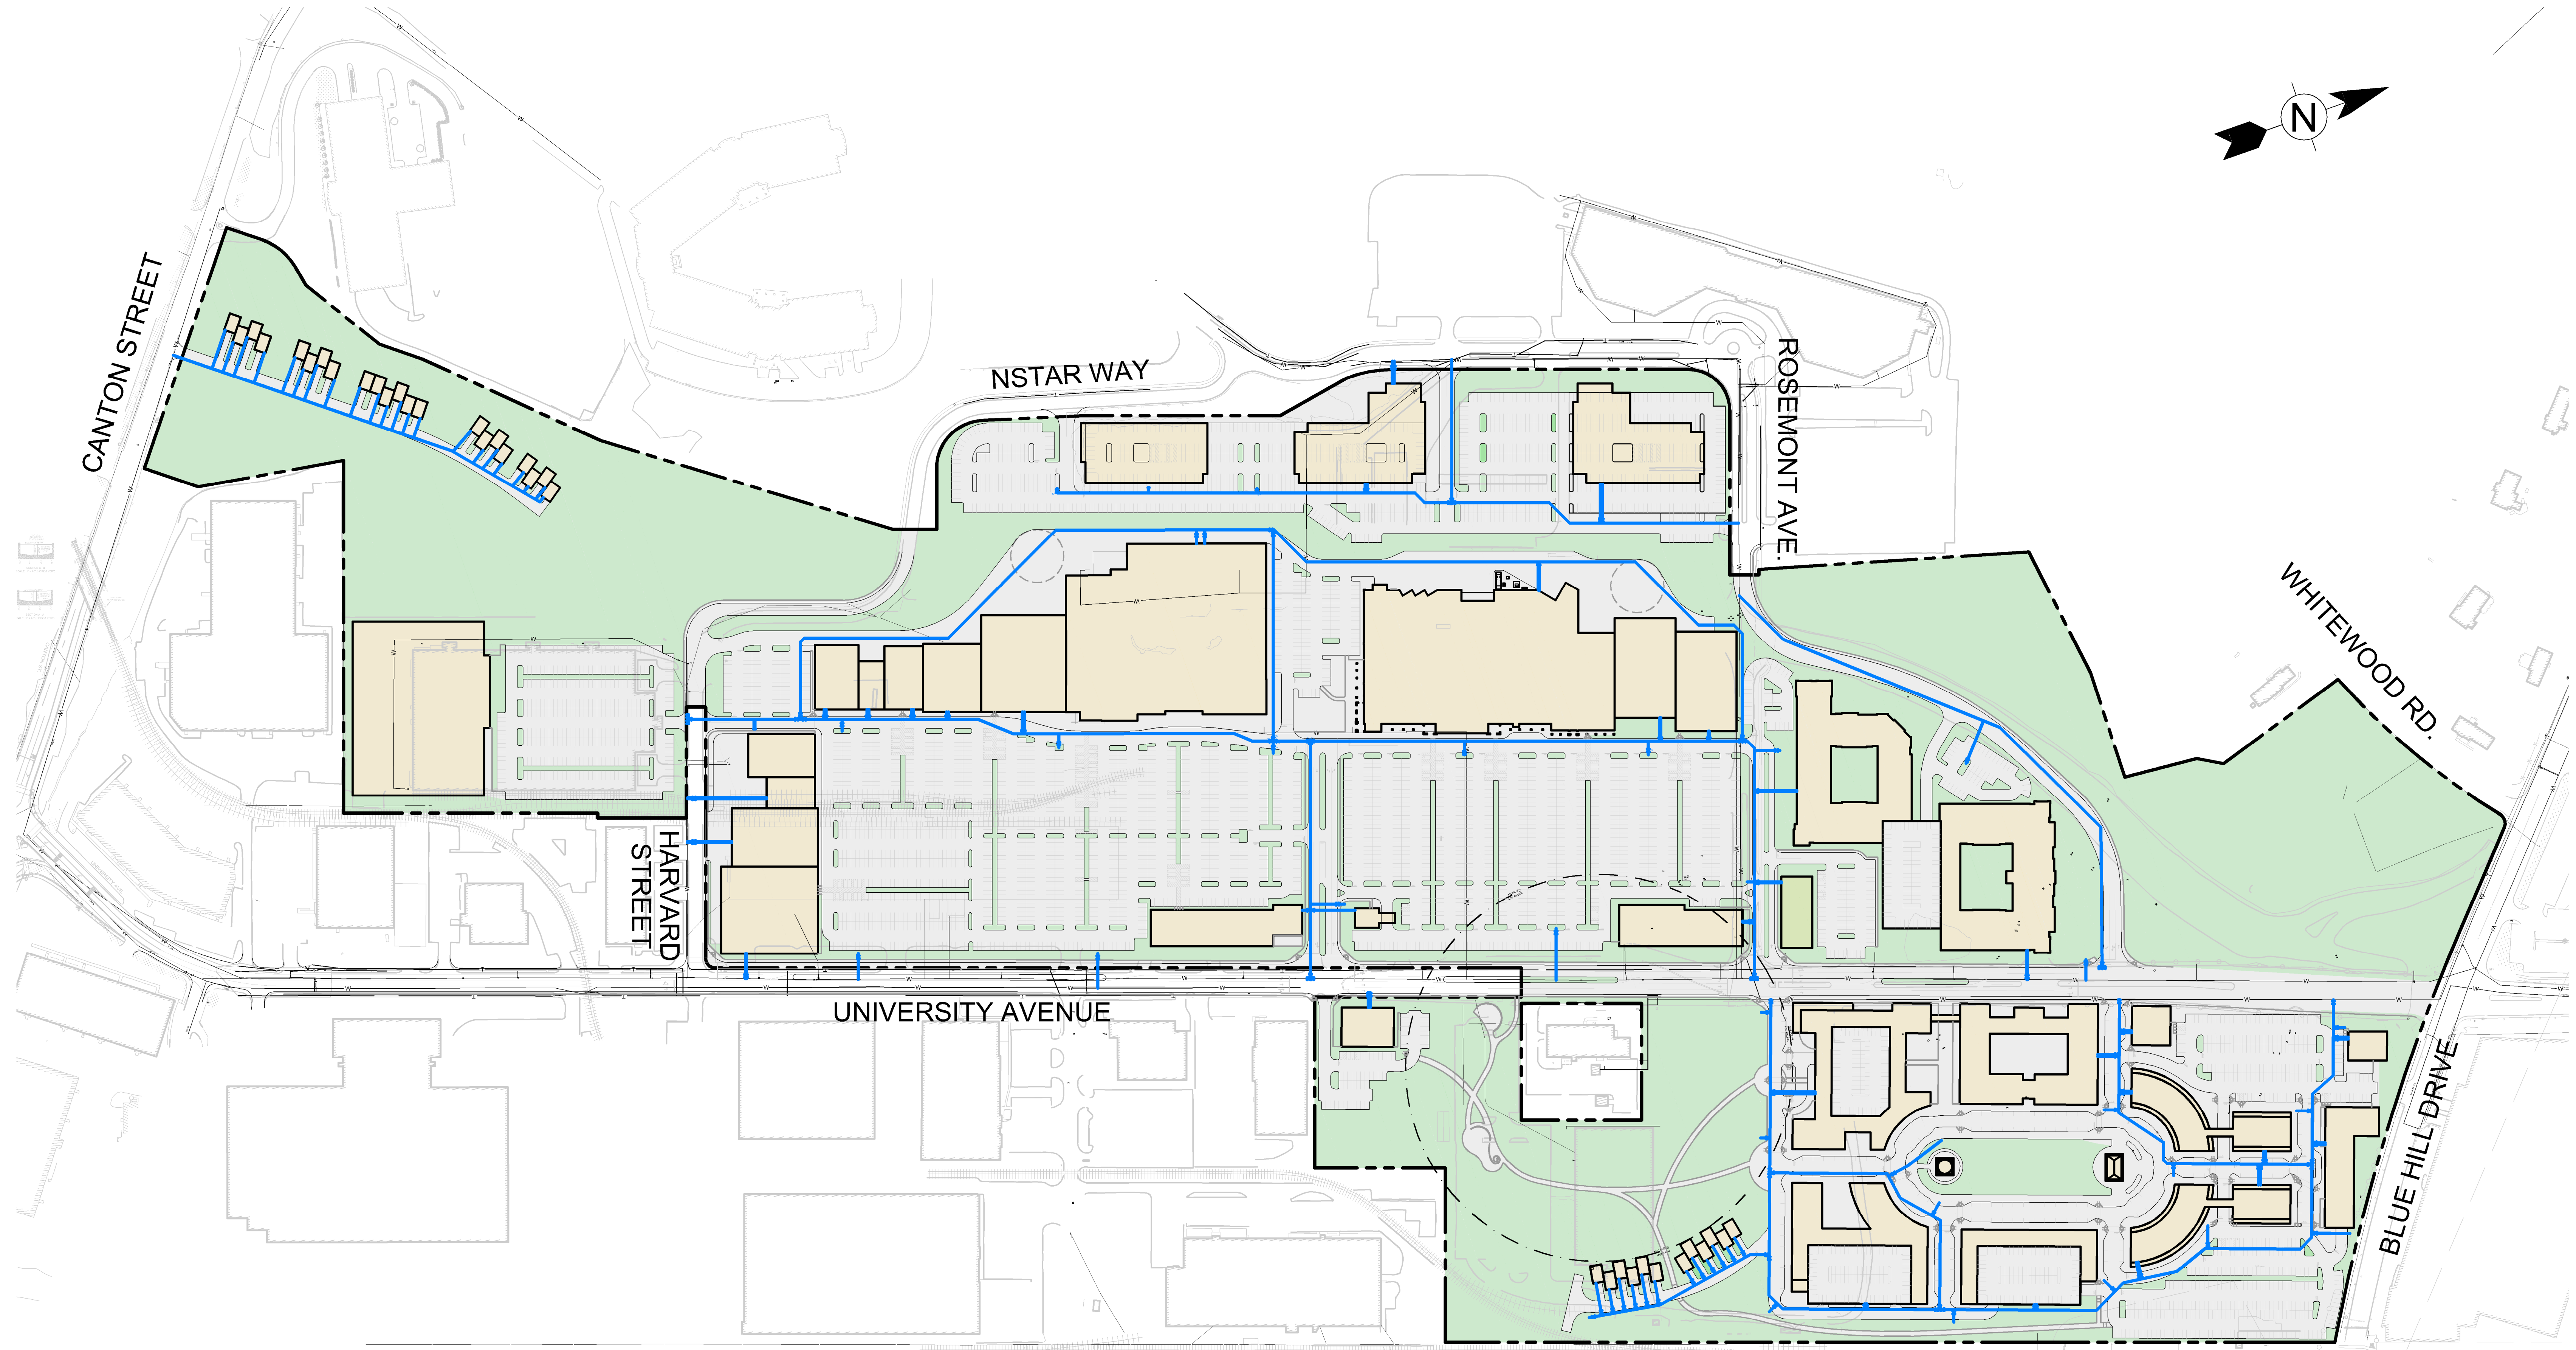 N
CANTON STREET
NSTAR WAY
ROSEMONT AVE.
WHITEWOOD RD.
HARVARD
STREET
UNIVERSITY AVENUE
BLUE HILL DRIVE